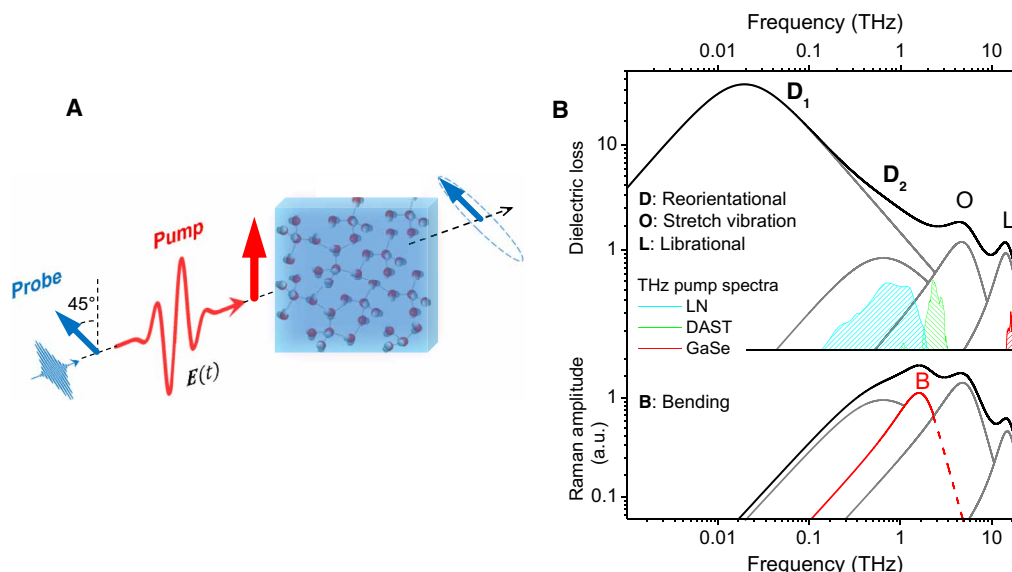 A
Probe
45°
Pump
E(t)
B
Frequency (THz)
0.01 0.1 1 10
Dielectric loss
10
1
D1
D2
O
L
D: Reorientational
O: Stretch vibration
L: Librational
THz pump spectra
LN
DAST
GaSe
Raman amplitude
(a.u.)
1
0.1
B
B: Bending
0.01 0.1 1 10
Frequency (THz)